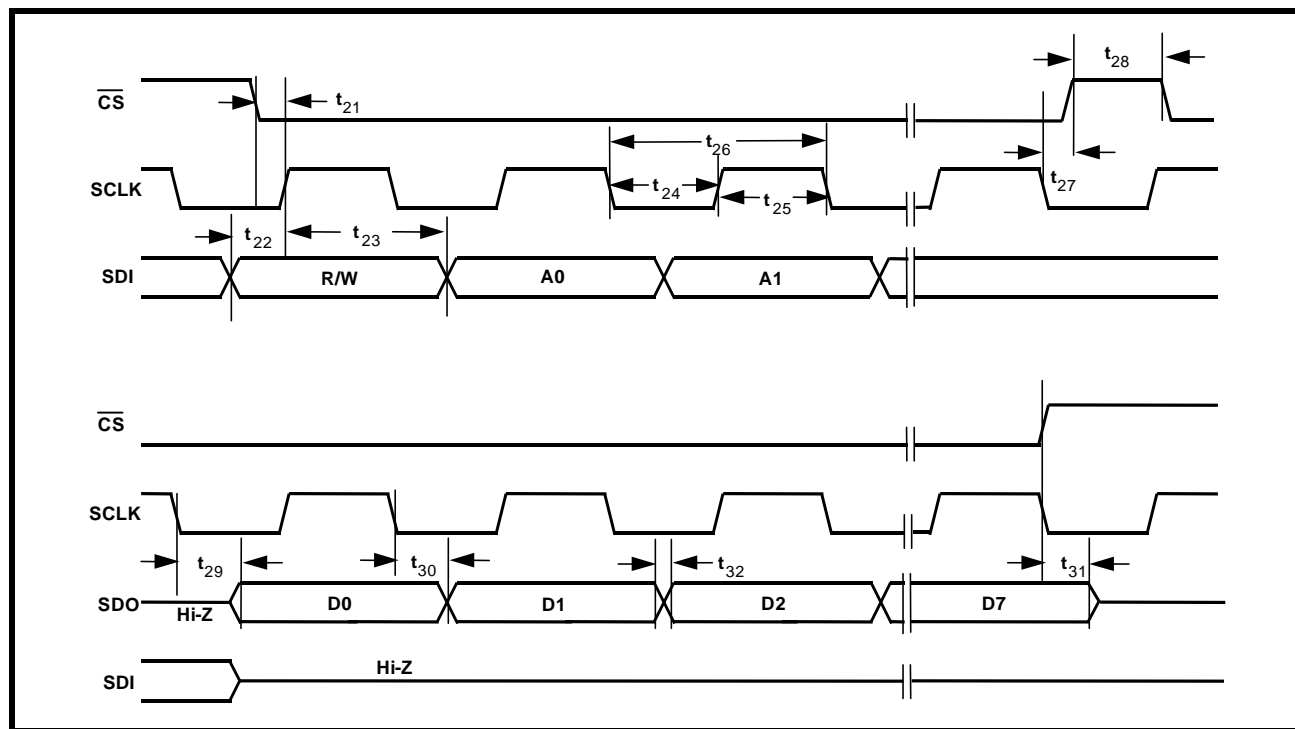 CS
t21
t28
t26
SCLK
t24
t25
t27
t22
t23
SDI
R/W
A0
A1
CS
SCLK
t29
t30
t32
t31
SDO
Hi-Z
D0
D1
D2
D7
SDI
Hi-Z